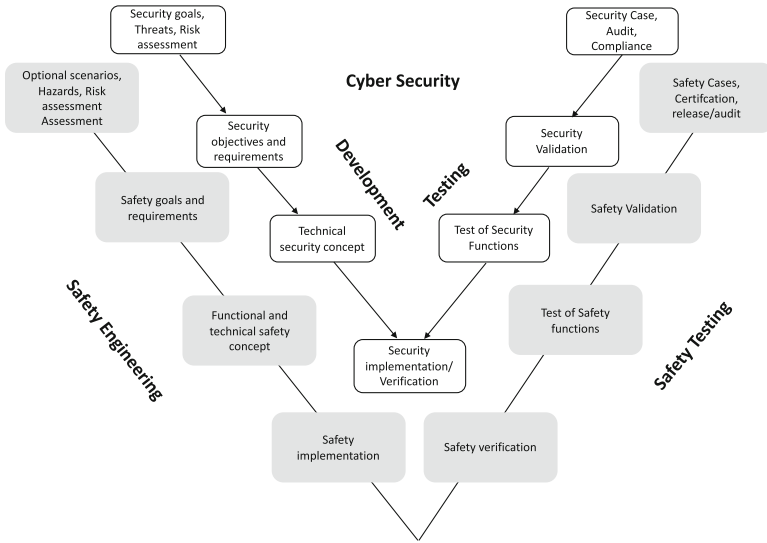 Security goals,
Threats, Risk
assessment
Security Case,
Audit,
Compliance
Optional scenarios,
Hazards, Risk
assessment
Assessment
Cyber Security
Safety Cases,
Certifcation,
release/audit
Security
objectives and
requirements
Security
Validation
Development
Testing
Safety goals and
requirements
Safety Validation
Technical
security concept
Test of Security
Functions
Safety Engineering
Functional and
technical safety
concept
Test of Safety
functions
Safety Testing
Security
implementation/
Verification
Safety
implementation
Safety verification